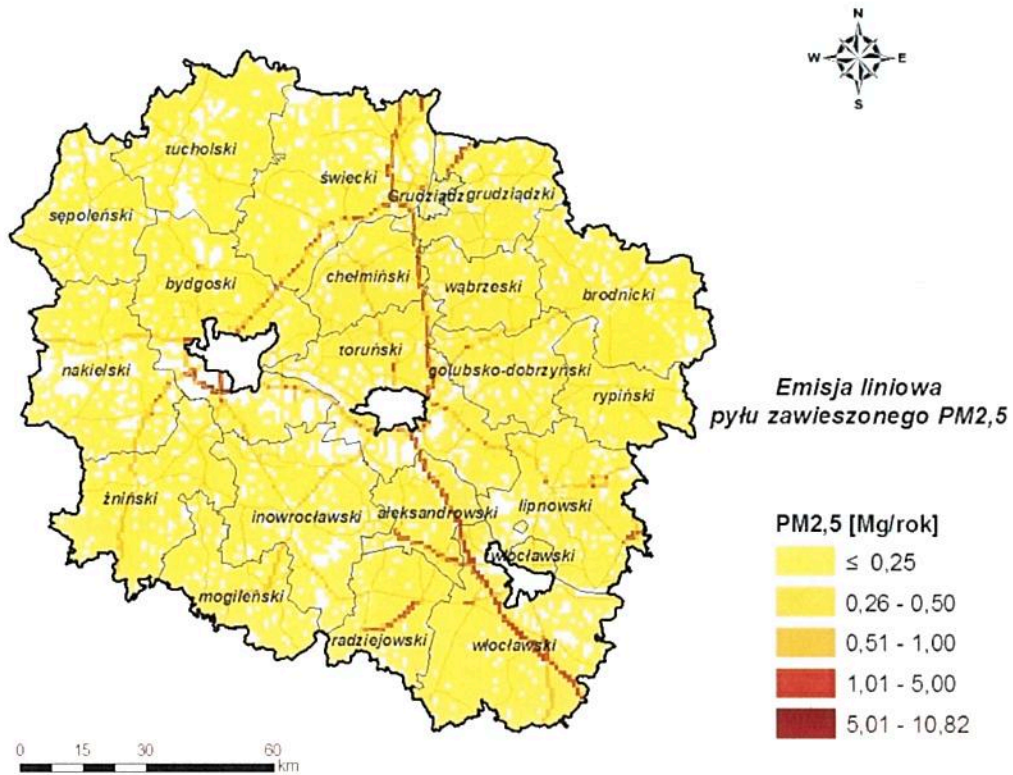 N
W E
S
tucholski
świecki
Grudziądz grudziądzki
sępoleński
bydgoski
chełmiński
wąbrzeski
brodnicki
toruński
nakielski
golubsko-dobrzyński
rypiński
Emisja liniowa
pyłu zawieszonego PM2,5
żniński
inowrocławski
aleksandrowski
lipnowski
włocławski
mogileński
radziejowski
włocławski
PM2,5 [Mg/rok]
≤ 0,25
0,26 - 0,50
0,51 - 1,00
1,01 - 5,00
5,01 - 10,82
0 15 30 60
km